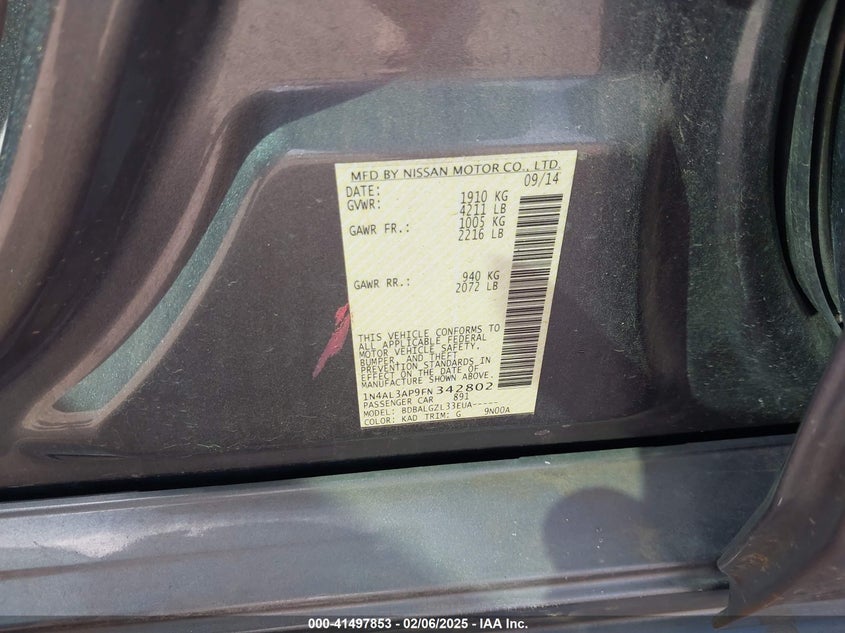 MFD BY NISSAN MOTOR CO., LTD.
DATE: 09/14
GVWR: 1910 KG
4211 LB
GAWR FR.: 1005 KG
2216 LB
GAWR RR.: 940 KG
2072 LB
THIS VEHICLE CONFORMS TO
ALL APPLICABLE FEDERAL
MOTOR VEHICLE SAFETY,
BUMPER, AND THEFT
PREVENTION STANDARDS IN
EFFECT ON THE DATE OF
MANUFACTURE SHOWN ABOVE.
1N4AL3AP9FN342802
PASSENGER CAR 891
MODEL: BDBALGZL33EUA-----
COLOR: KAD TRIM: G 9N00A
000-41497853 - 02/06/2025 - IAA Inc.